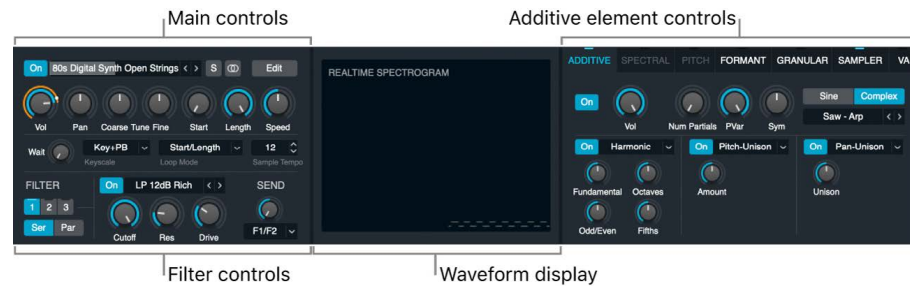 Main controls
Additive element controls
On 80s Digital Synth Open Strings < > S Edit
Vol Pan Coarse Tune Fine Start Length Speed
Wait Key+PB Start/Length 12
Keyscale Loop Mode Sample Tempo
FILTER On LP 12dB Rich < > SEND
1 2 3
Ser Par
Cutoff Res Drive F1/F2
REALTIME SPECTROGRAM
ADDITIVE SPECTRAL PITCH FORMANT GRANULAR SAMPLER VA
On Sine Complex
Saw - Arp < >
Vol Num Partials PVar Sym
On Harmonic On Pitch-Unison On Pan-Unison
Fundamental Octaves Amount Unison
Odd/Even Fifths
Filter controls
Waveform display